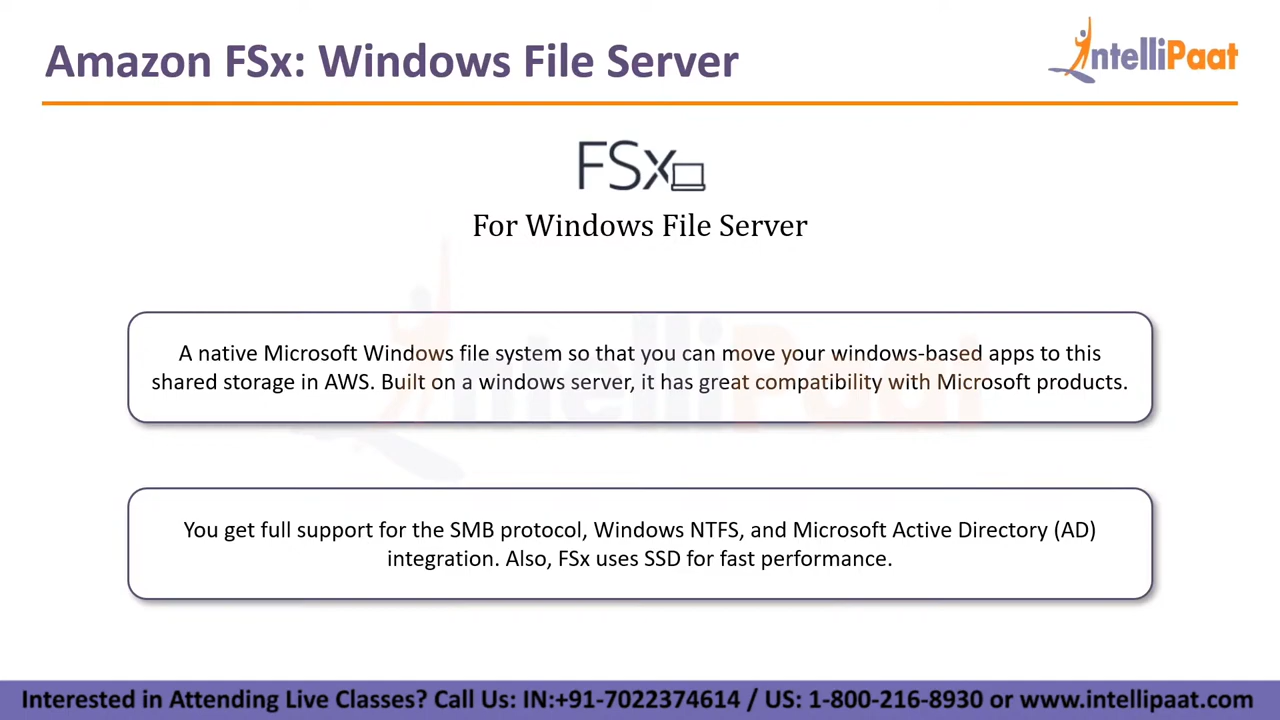 Amazon FSx: Windows File Server
IntelliPaat
FSx
For Windows File Server
A native Microsoft Windows file system so that you can move your windows-based apps to this
shared storage in AWS. Built on a windows server, it has great compatibility with Microsoft products.
IntelliPaat
You get full support for the SMB protocol, Windows NTFS, and Microsoft Active Directory (AD)
integration. Also, FSx uses SSD for fast performance.
Interested in Attending Live Classes? Call Us: IN:+91-7022374614 / US: 1-800-216-8930 or www.intellipaat.com